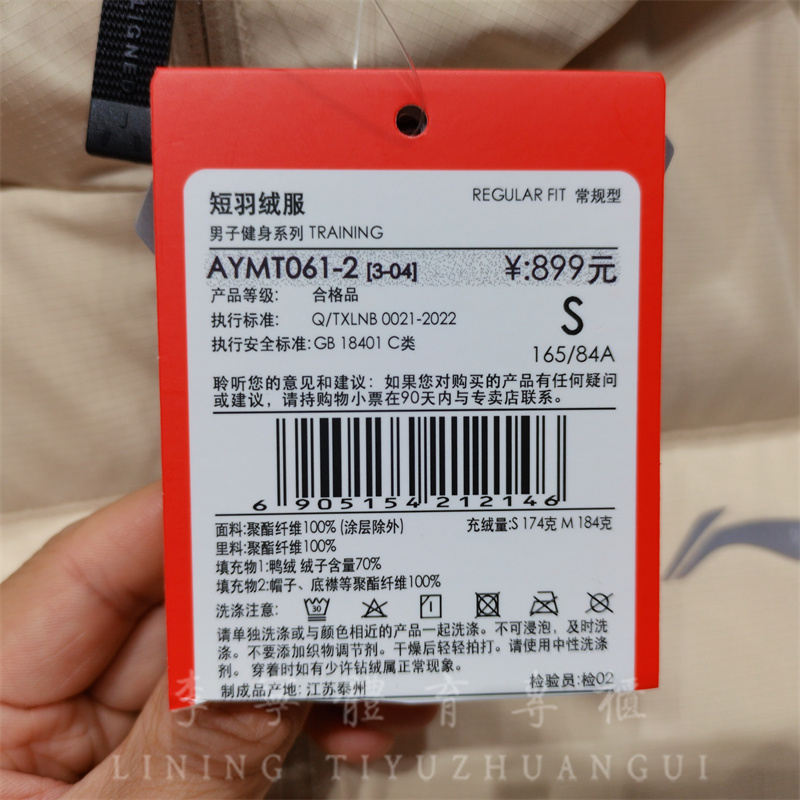 LIGNED
短羽绒服
REGULAR FIT 常规型
男子健身系列 TRAINING
AYMT061-2 [3-04]
¥:899元
产品等级: 合格品
执行标准: Q/TXLNB 0021-2022
S
执行安全标准: GB 18401 C类
165/84A
聆听您的意见和建议: 如果您对购买的产品有任何疑问
或建议, 请持购物小票在90天内与专卖店联系。
6 905154 212146
面料:聚酯纤维100% (涂层除外)
充绒量:S 174克 M 184克
里料:聚酯纤维100%
填充物1:鸭绒 绒子含量70%
填充物2:帽子、底襟等聚酯纤维100%
洗涤注意:
30
请单独洗涤或与颜色相近的产品一起洗涤。不可浸泡, 及时洗
涤。不要添加织物调节剂。干燥后轻轻拍打。请使用中性洗涤
剂。 穿着时如有少许钻绒属正常现象。
检验员:检02
制成品产地: 江苏泰州
李寧體育專櫃
LINING TIYUZHUANGUI